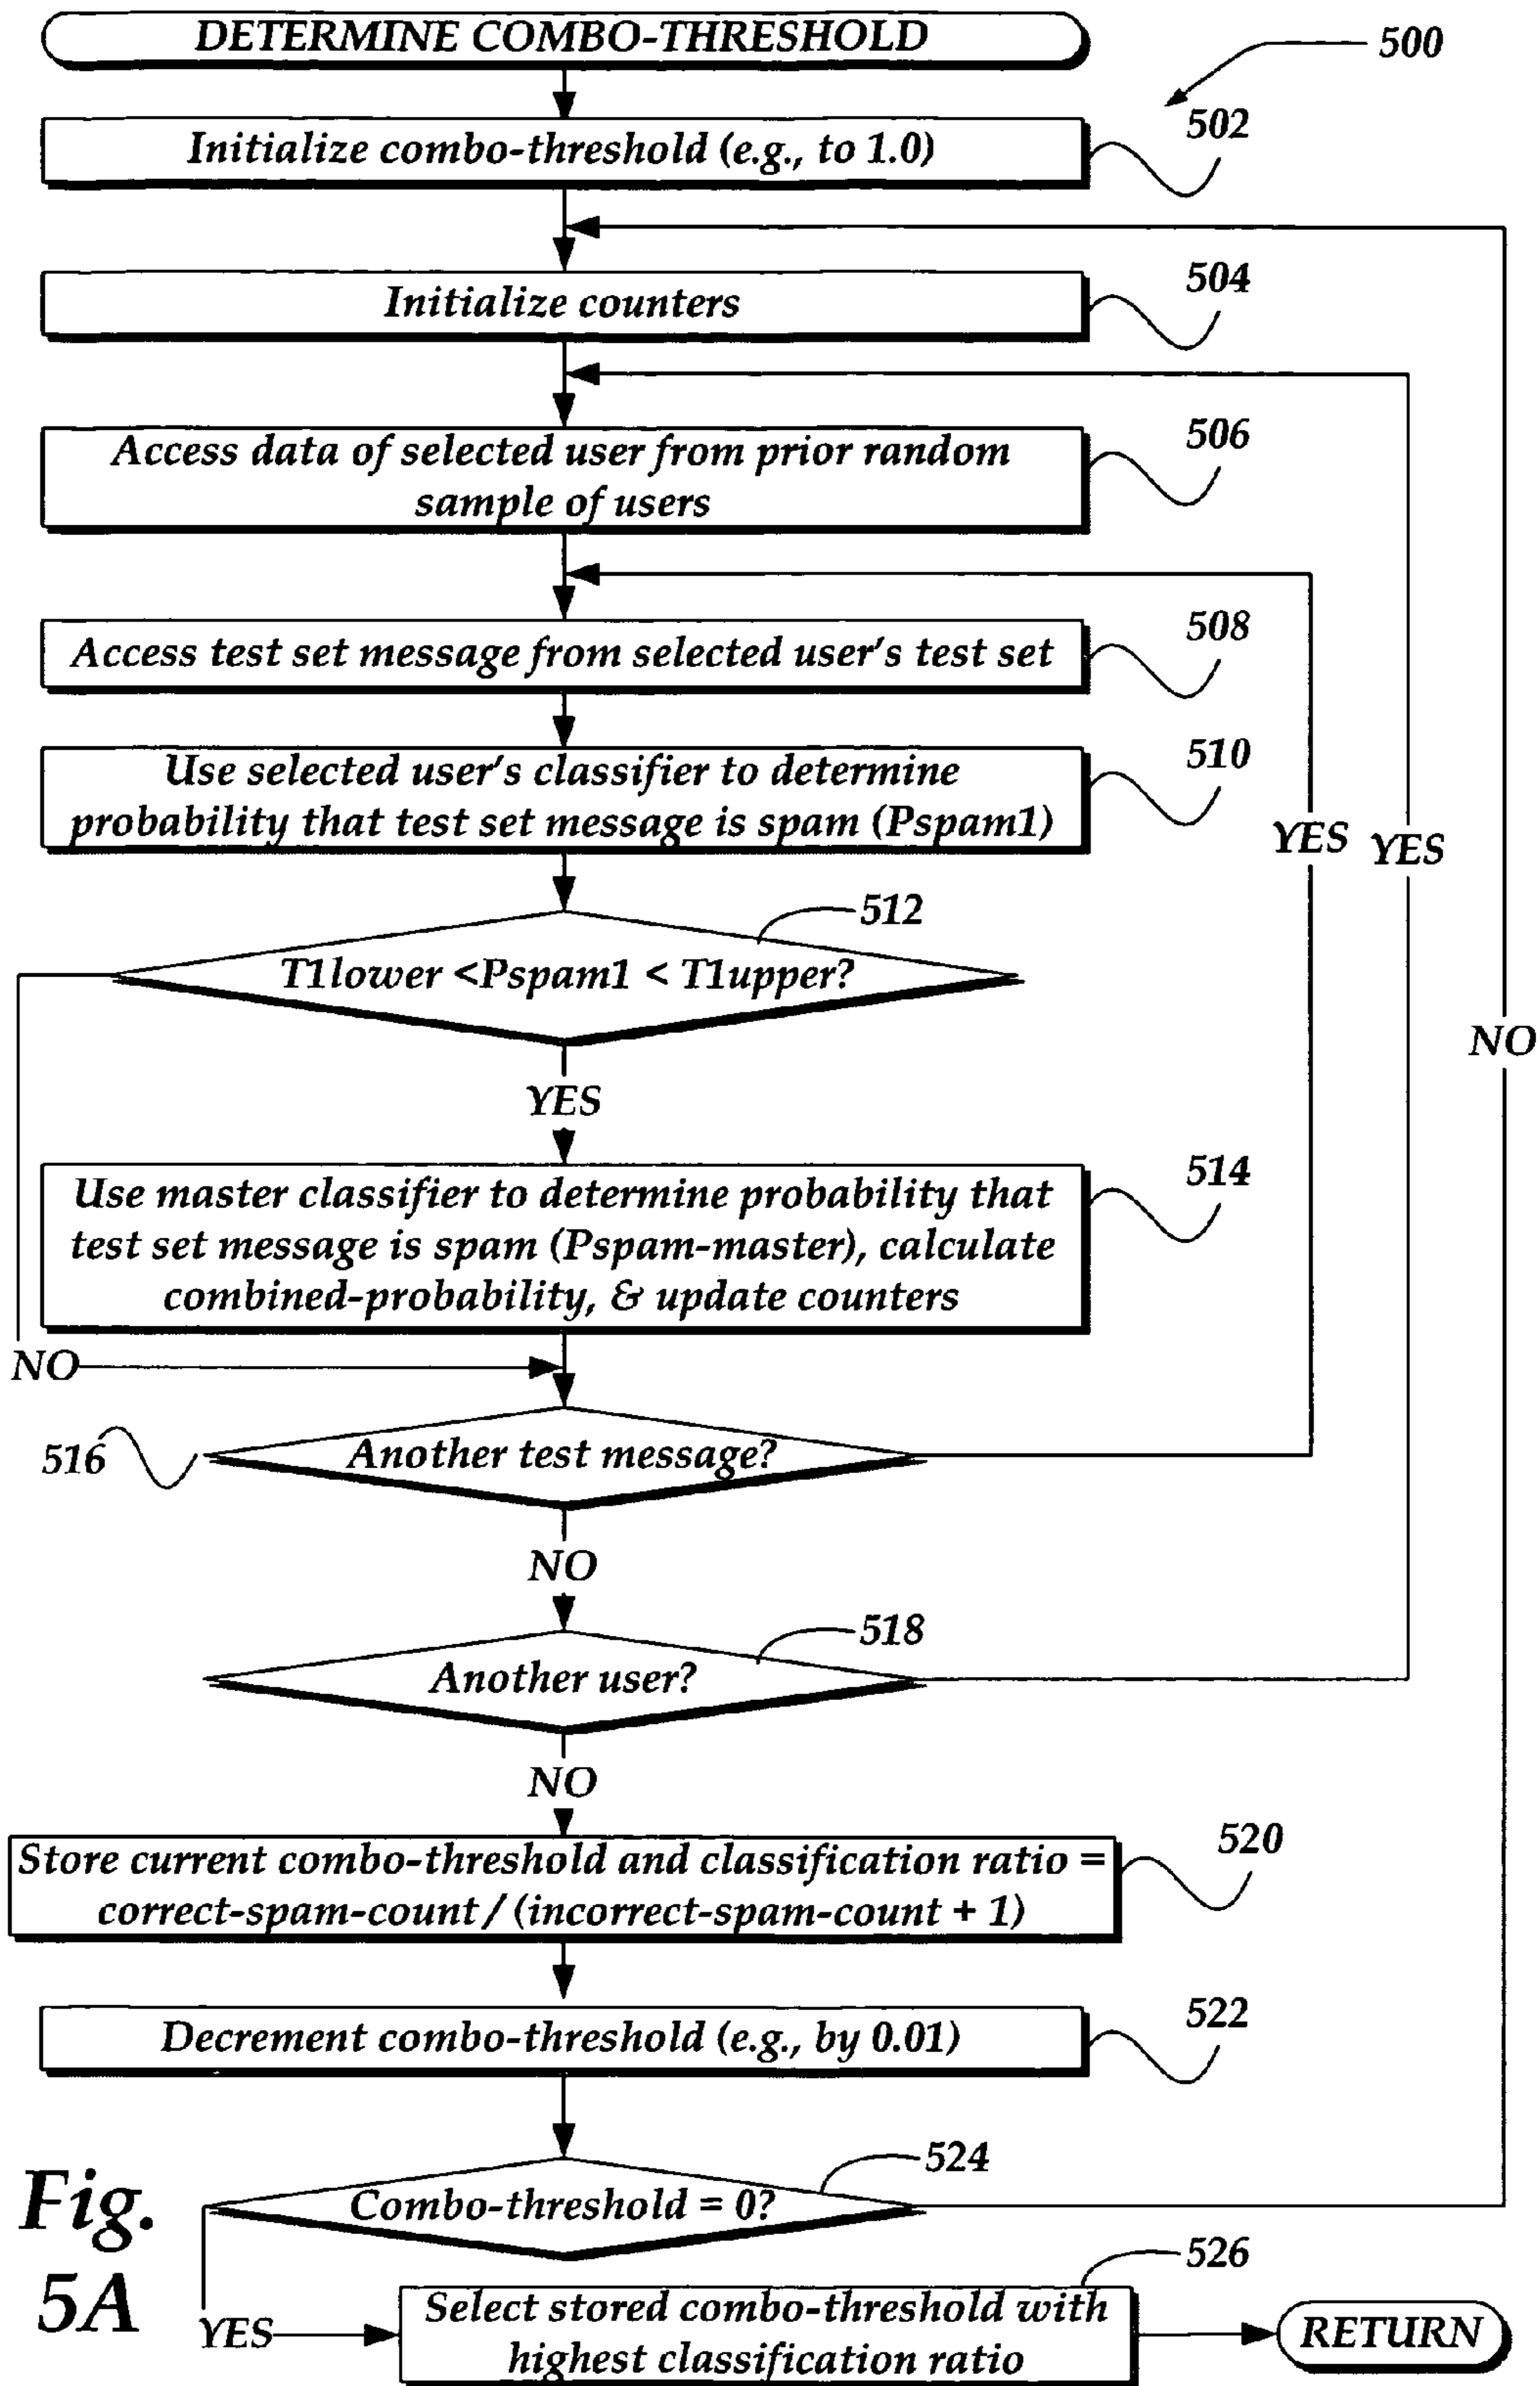 DETERMINE COMBO-THRESHOLD
500
502
Initialize combo-threshold (e.g., to 1.0)
504
Initialize counters
506
Access data of selected user from prior random
sample of users
508
Access test set message from selected user's test set
510
Use selected user's classifier to determine
probability that test set message is spam (Pspam1)
YES
YES
512
T1lower <Pspam1 < T1upper?
NO
YES
514
Use master classifier to determine probability that
test set message is spam (Pspam-master), calculate
combined-probability, & update counters
NO
516
Another test message?
NO
518
Another user?
NO
520
Store current combo-threshold and classification ratio =
correct-spam-count / (incorrect-spam-count + 1)
522
Decrement combo-threshold (e.g., by 0.01)
524
Combo-threshold = 0?
Fig.
5A
526
YES
Select stored combo-threshold with
highest classification ratio
RETURN